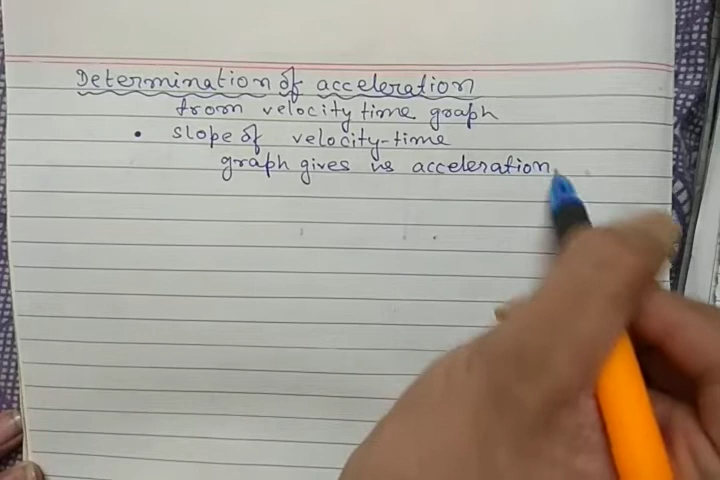 Determination of acceleration
from velocity time graph
• slope of velocity-time
graph gives us acceleration